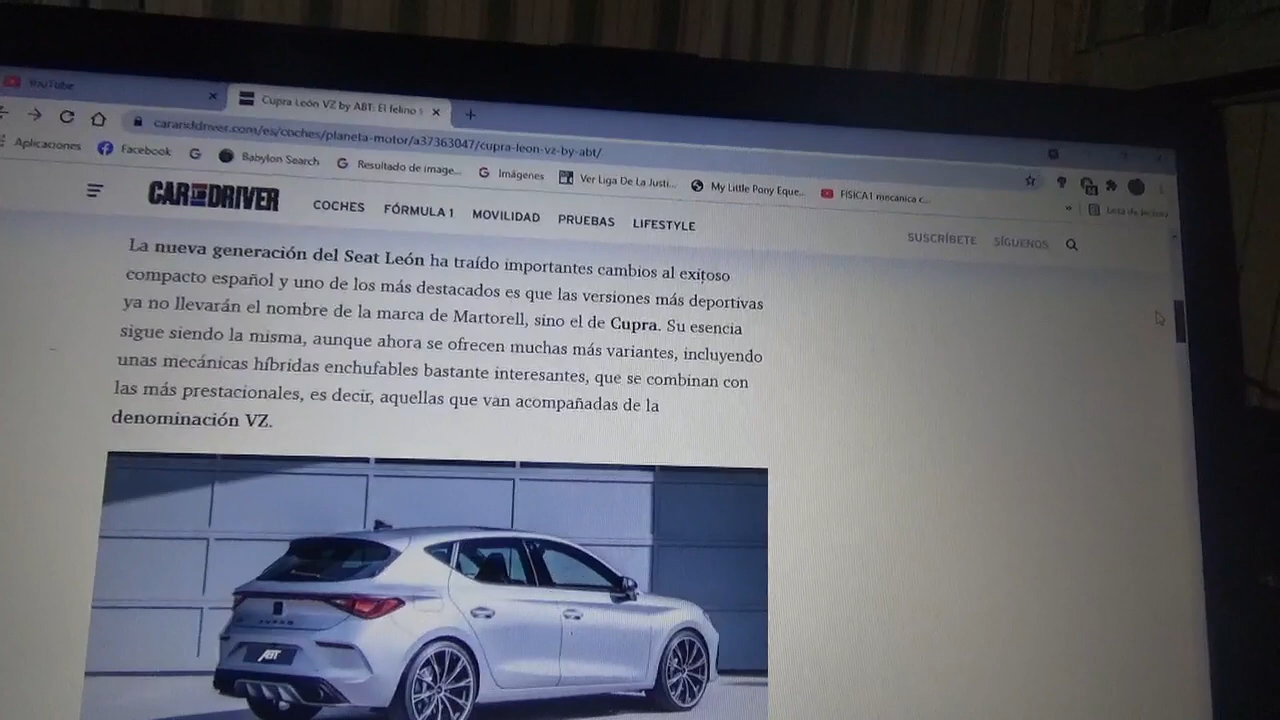 YouTube
Cupra León VZ by ABT: El felino
caranddriver.com/es/coches/planeta-motor/a37363047/cupra-leon-vz-by-abt/
Aplicaciones Facebook Babylon Search Resultado de image... Imágenes Ver Liga De La Justi... My Little Pony Eque... FISICA1 mecanica c... » Lista de lectura
CAR AND DRIVER COCHES FÓRMULA 1 MOVILIDAD PRUEBAS LIFESTYLE SUSCRÍBETE SÍGUENOS
La nueva generación del Seat León ha traído importantes cambios al exitoso
compacto español y uno de los más destacados es que las versiones más deportivas
ya no llevarán el nombre de la marca de Martorell, sino el de Cupra. Su esencia
sigue siendo la misma, aunque ahora se ofrecen muchas más variantes, incluyendo
unas mecánicas híbridas enchufables bastante interesantes, que se combinan con
las más prestacionales, es decir, aquellas que van acompañadas de la
denominación VZ.
CUPRA
ABT